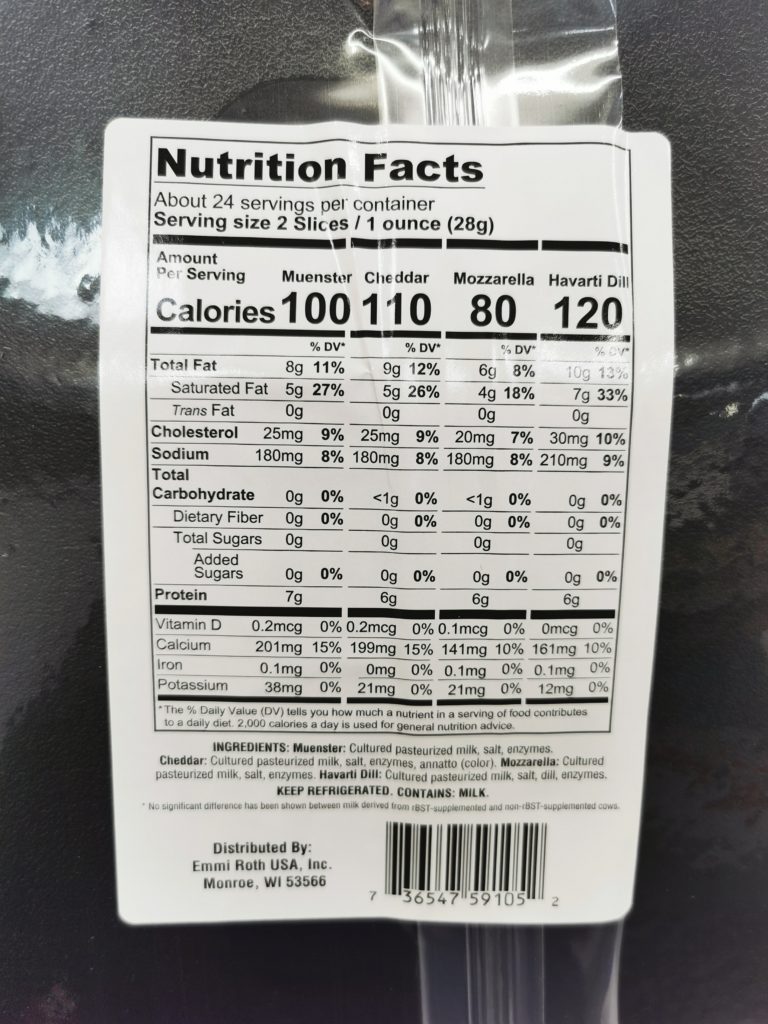 Nutrition Facts
About 24 servings per container
Serving size 2 Slices / 1 ounce (28g)
Amount
Per Serving Muenster Cheddar Mozzarella Havarti Dill
Calories 100 110 80 120
% DV* % DV* % DV* % DV*
Total Fat 8g 11% 9g 12% 6g 8% 10g 13%
Saturated Fat 5g 27% 5g 26% 4g 18% 7g 33%
Trans Fat 0g 0g 0g 0g
Cholesterol 25mg 9% 25mg 9% 20mg 7% 30mg 10%
Sodium 180mg 8% 180mg 8% 180mg 8% 210mg 9%
Total
Carbohydrate 0g 0% <1g 0% <1g 0% 0g 0%
Dietary Fiber 0g 0% 0g 0% 0g 0% 0g 0%
Total Sugars 0g 0g 0g 0g
Added
Sugars 0g 0% 0g 0% 0g 0% 0g 0%
Protein 7g 6g 6g 6g
Vitamin D 0.2mcg 0% 0.2mcg 0% 0.1mcg 0% 0mcg 0%
Calcium 201mg 15% 199mg 15% 141mg 10% 161mg 10%
Iron 0.1mg 0% 0mg 0% 0.1mg 0% 0.1mg 0%
Potassium 38mg 0% 21mg 0% 21mg 0% 12mg 0%
*The % Daily Value (DV) tells you how much a nutrient in a serving of food contributes
to a daily diet. 2,000 calories a day is used for general nutrition advice.
INGREDIENTS: Muenster: Cultured pasteurized milk, salt, enzymes.
Cheddar: Cultured pasteurized milk, salt, enzymes, annatto (color). Mozzarella: Cultured
pasteurized milk, salt, enzymes. Havarti Dill: Cultured pasteurized milk, salt, dill, enzymes.
KEEP REFRIGERATED. CONTAINS: MILK.
* No significant difference has been shown between milk derived from rBST-supplemented and non-rBST-supplemented cows.
Distributed By:
Emmi Roth USA, Inc.
Monroe, WI 53566
7 36547 59105 2